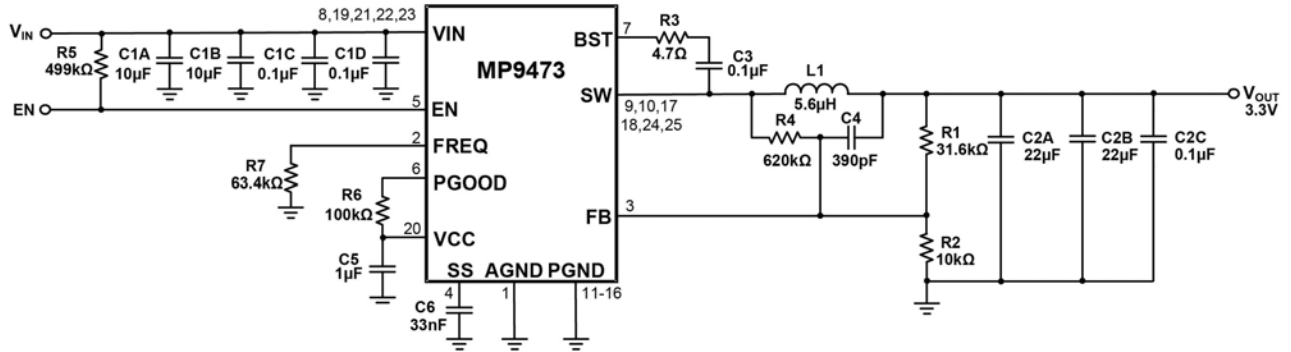 8,19,21,22,23
V_IN
VIN
R5
499kΩ
C1A
10µF
C1B
10µF
C1C
0.1µF
C1D
0.1µF
MP9473
BST
7
R3
4.7Ω
C3
0.1µF
L1
5.6µH
SW
9,10,17
18,24,25
V_OUT
3.3V
EN
5
EN
R4
620kΩ
C4
390pF
R1
31.6kΩ
C2A
22µF
C2B
22µF
C2C
0.1µF
2
FREQ
R7
63.4kΩ
6
PGOOD
R6
100kΩ
FB
3
20
VCC
R2
10kΩ
C5
1µF
SS
AGND
PGND
4
1
11-16
C6
33nF